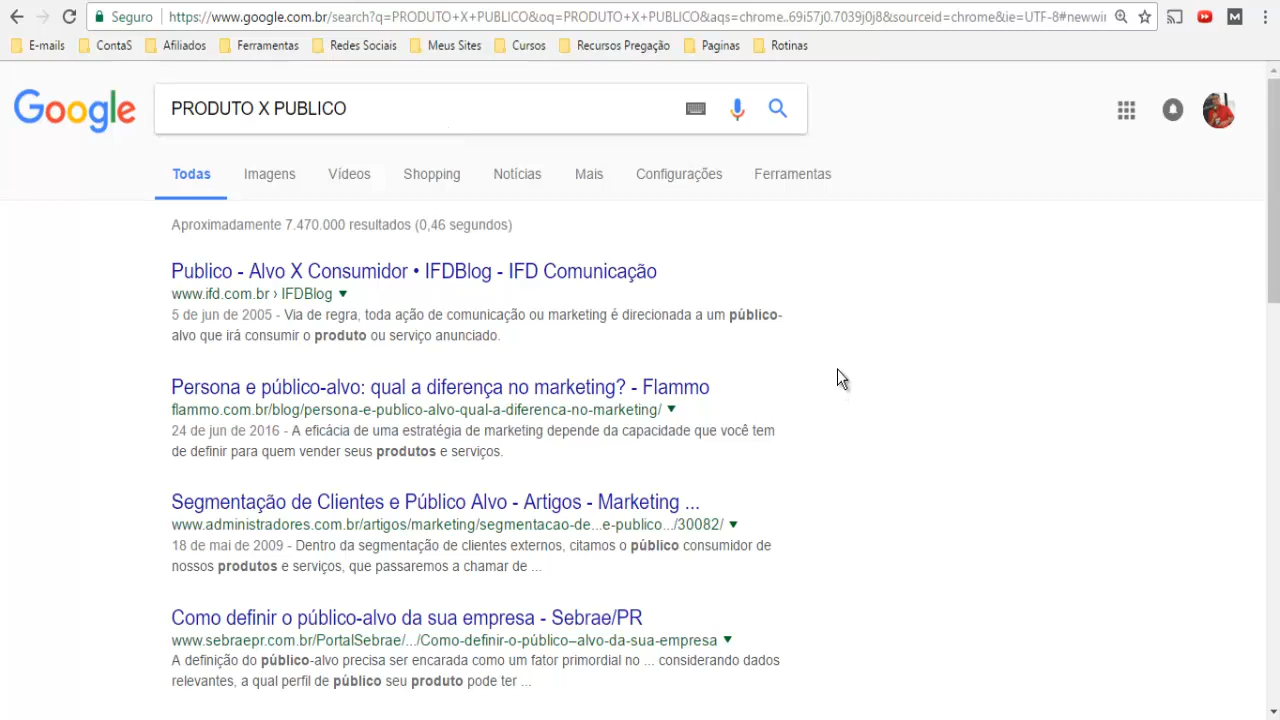 Seguro https://www.google.com.br/search?q=PRODUTO+X+PUBLICO&oq=PRODUTO+X+PUBLICO&aqs=chrome..69i57j0.7039j0j8&sourceid=chrome&ie=UTF-8#newwir
E-mails ContaS Afiliados Ferramentas Redes Sociais Meus Sites Cursos Recursos Pregação Paginas Rotinas
Google PRODUTO X PUBLICO
Todas Imagens Vídeos Shopping Notícias Mais Configurações Ferramentas
Aproximadamente 7.470.000 resultados (0,46 segundos)
Publico - Alvo X Consumidor • IFDBlog - IFD Comunicação
www.ifd.com.br › IFDBlog
5 de jun de 2005 - Via de regra, toda ação de comunicação ou marketing é direcionada a um público-
alvo que irá consumir o produto ou serviço anunciado.
Persona e público-alvo: qual a diferença no marketing? - Flammo
flammo.com.br/blog/persona-e-publico-alvo-qual-a-diferenca-no-marketing/
24 de jun de 2016 - A eficácia de uma estratégia de marketing depende da capacidade que você tem
de definir para quem vender seus produtos e serviços.
Segmentação de Clientes e Público Alvo - Artigos - Marketing ...
www.administradores.com.br/artigos/marketing/segmentacao-de...e-publico.../30082/
18 de mai de 2009 - Dentro da segmentação de clientes externos, citamos o público consumidor de
nossos produtos e serviços, que passaremos a chamar de ...
Como definir o público-alvo da sua empresa - Sebrae/PR
www.sebraepr.com.br/PortalSebrae/.../Como-definir-o-público–alvo-da-sua-empresa
A definição do público-alvo precisa ser encarada como um fator primordial no ... considerando dados
relevantes, a qual perfil de público seu produto pode ter ...